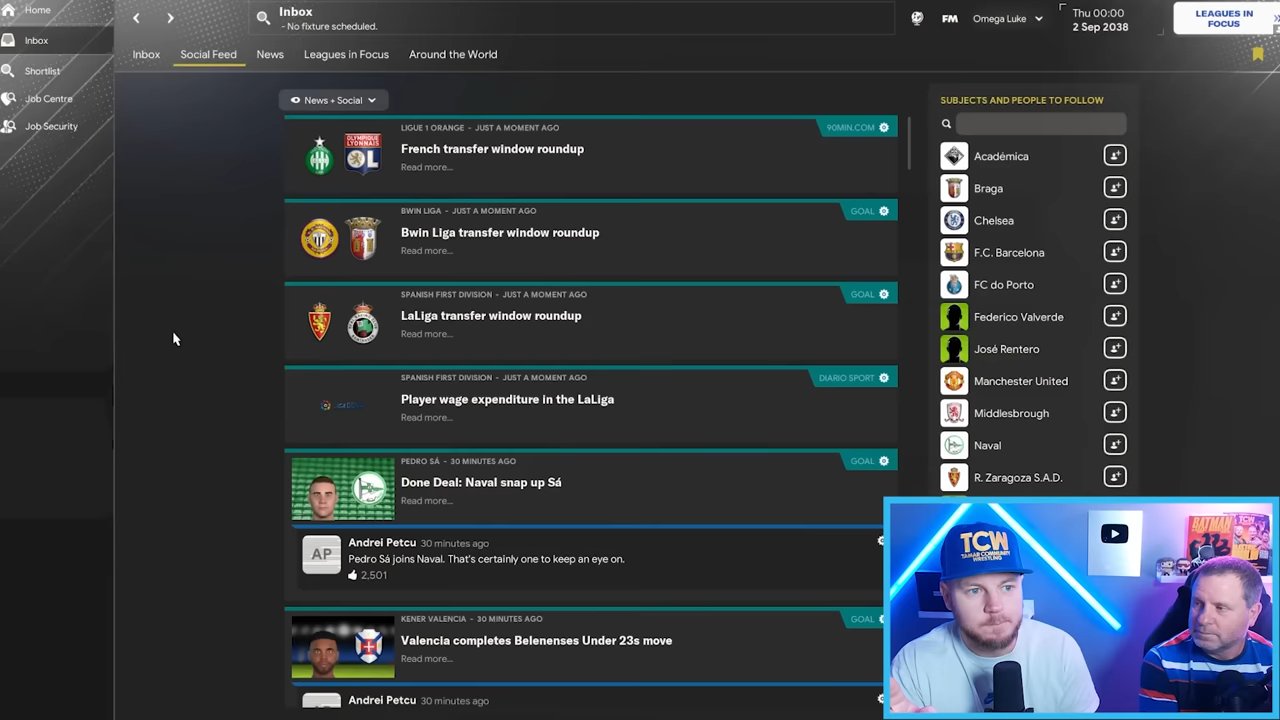 Home
Inbox
Shortlist
Job Centre
Job Security
Inbox
- No fixture scheduled.
FM
Omega Luke
Thu 00:00
2 Sep 2038
LEAGUES IN
FOCUS
Inbox
Social Feed
News
Leagues in Focus
Around the World
News + Social
LIGUE 1 ORANGE - JUST A MOMENT AGO
90MIN.COM
French transfer window roundup
Read more...
OLYMPIQUE
LYONNAIS
OL
BWIN LIGA - JUST A MOMENT AGO
GOAL
Bwin Liga transfer window roundup
Read more...
SPANISH FIRST DIVISION - JUST A MOMENT AGO
GOAL
LaLiga transfer window roundup
Read more...
SPANISH FIRST DIVISION - JUST A MOMENT AGO
DIARIO SPORT
Player wage expenditure in the LaLiga
Read more...
PEDRO SÁ - 30 MINUTES AGO
GOAL
Done Deal: Naval snap up Sá
Read more...
AP
Andrei Petcu 30 minutes ago
Pedro Sá joins Naval. That's certainly one to keep an eye on.
2,501
KENER VALENCIA - 30 MINUTES AGO
GOAL
Valencia completes Belenenses Under 23s move
Read more...
Andrei Petcu 30 minutes ago
SUBJECTS AND PEOPLE TO FOLLOW
Académica
Braga
Chelsea
F.C. Barcelona
FC do Porto
Federico Valverde
José Rentero
Manchester United
Middlesbrough
Naval
R. Zaragoza S.A.D.
TCW
TAMAR COMMUNITY
WRESTLING
BATMAN
TCW